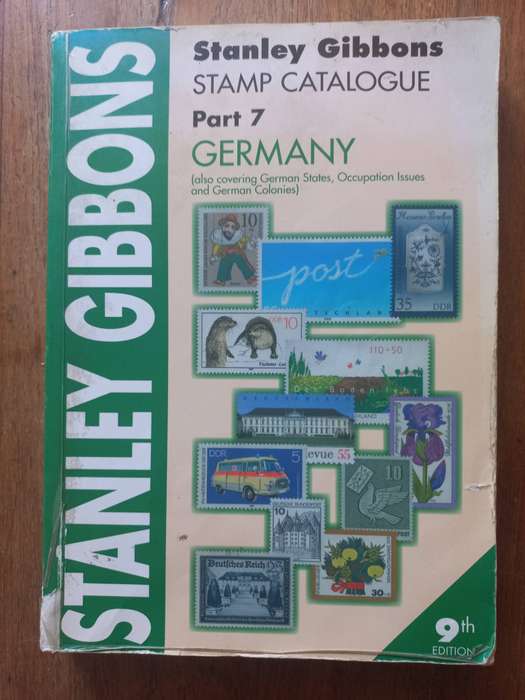 STANLEY GIBBONS
Stanley Gibbons
STAMP CATALOGUE
Part 7
GERMANY
(also covering German States, Occupation Issues
and German Colonies)
10
post
35 DDR
10
110+50
5
DDR
evue 55
10
10
Deutsches Reich
30
9th
EDITION